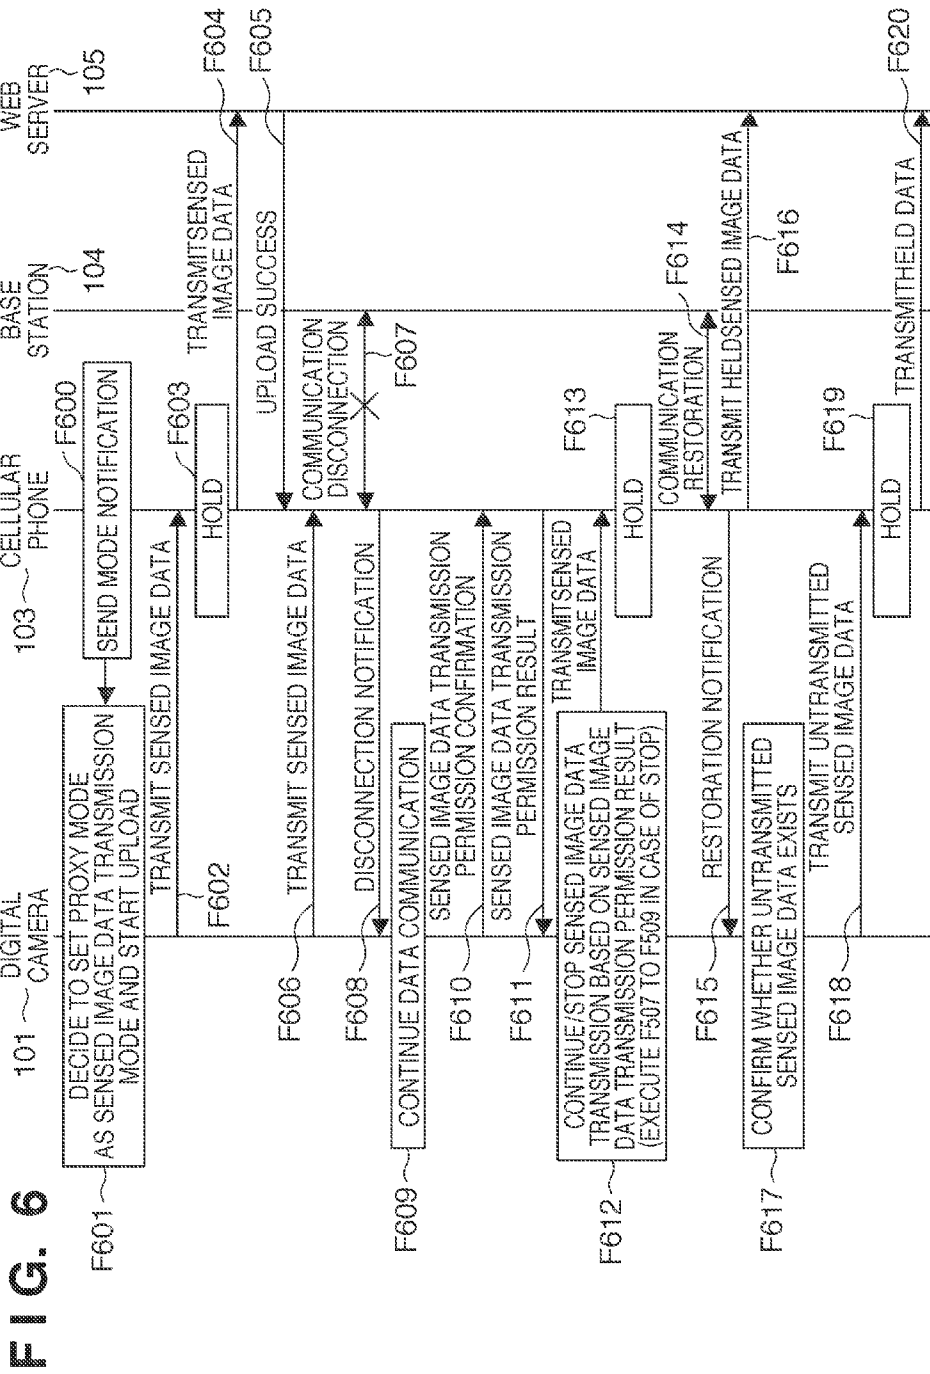 FIG. 6
DIGITAL
CAMERA
101
CELLULAR
PHONE
103
BASE
STATION
104
WEB
SERVER
105
F600
SEND MODE NOTIFICATION
F601
DECIDE TO SET PROXY MODE
AS SENSED IMAGE DATA TRANSMISSION
MODE AND START UPLOAD
TRANSMIT SENSED IMAGE DATA
F602
F603
HOLD
TRANSMITSENSED
IMAGE DATA
F604
UPLOAD SUCCESS
F605
TRANSMIT SENSED IMAGE DATA
F606
COMMUNICATION
DISCONNECTION
F607
DISCONNECTION NOTIFICATION
F608
CONTINUE DATA COMMUNICATION
F609
SENSED IMAGE DATA TRANSMISSION
PERMISSION CONFIRMATION
F610
SENSED IMAGE DATA TRANSMISSION
PERMISSION RESULT
F611
CONTINUE/STOP SENSED IMAGE DATA
TRANSMISSION BASED ON SENSED IMAGE
DATA TRANSMISSION PERMISSION RESULT
(EXECUTE F507 TO F509 IN CASE OF STOP)
F612
TRANSMITSENSED
IMAGE DATA
F613
HOLD
COMMUNICATION
RESTORATION
F614
RESTORATION NOTIFICATION
F615
TRANSMIT HELDSENSED IMAGE DATA
F616
CONFIRM WHETHER UNTRANSMITTED
SENSED IMAGE DATA EXISTS
F617
TRANSMIT UNTRANSMITTED
SENSED IMAGE DATA
F618
F619
HOLD
TRANSMITHELD DATA
F620